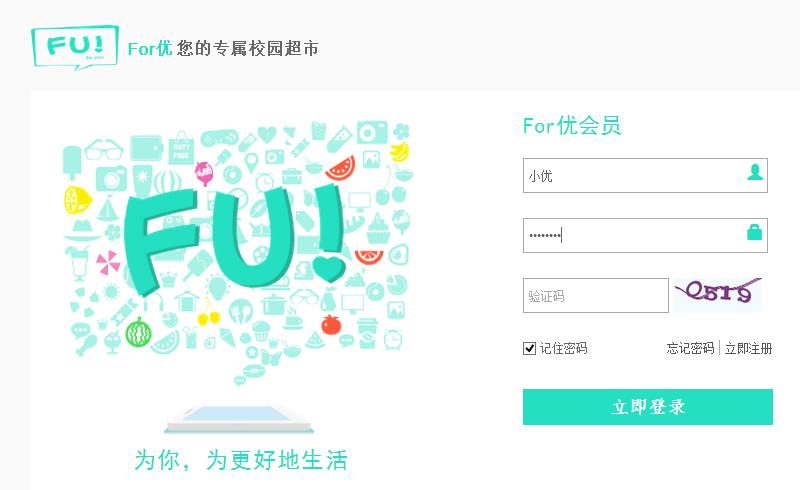 FU!
for you
For优 您的专属校园超市
DUTY FREE
FU!
为你，为更好地生活
For优会员
小优
••••••••
验证码
Q519
记住密码
忘记密码 | 立即注册
立即登录